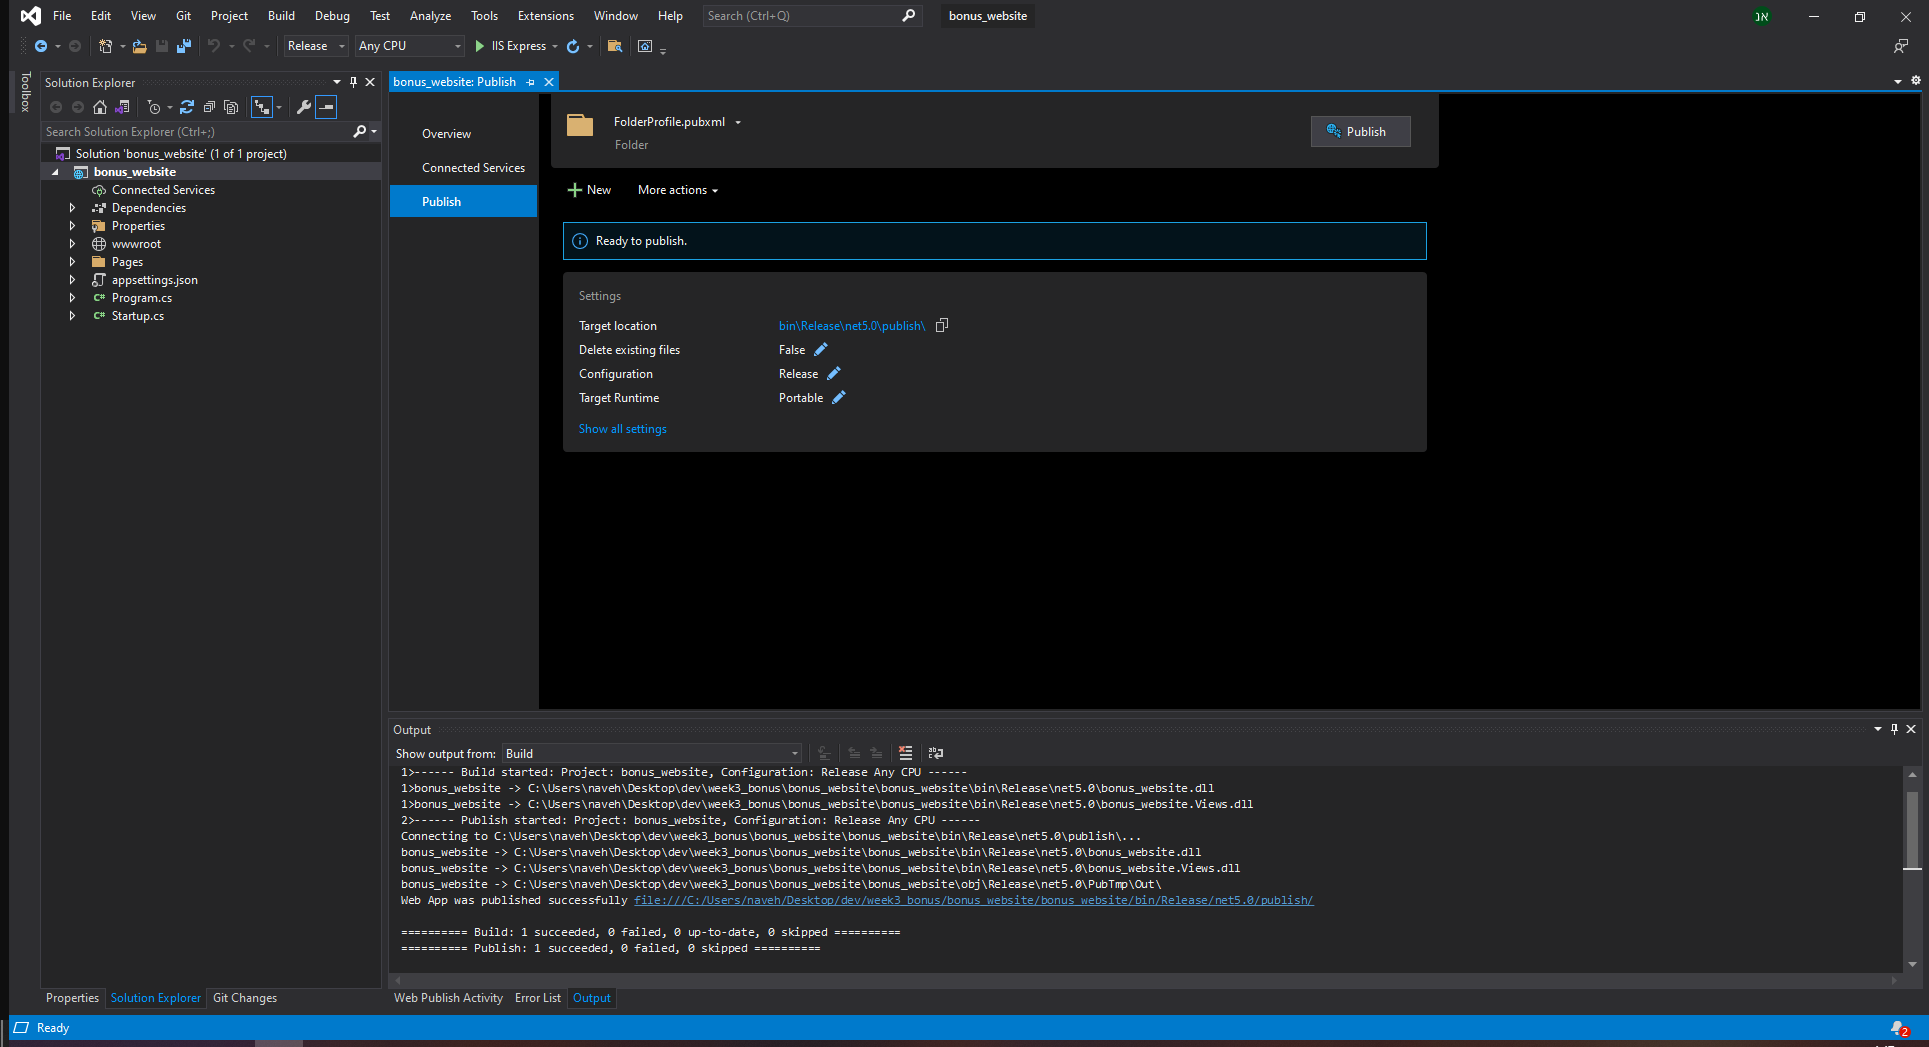 File Edit View Git Project Build Debug Test Analyze Tools Extensions Window Help Search (Ctrl+Q) bonus_website אנ
Release Any CPU IIS Express
Toolbox
Solution Explorer
Search Solution Explorer (Ctrl+;)
Solution 'bonus_website' (1 of 1 project)
bonus_website
Connected Services
Dependencies
Properties
wwwroot
Pages
appsettings.json
C# Program.cs
C# Startup.cs
Properties Solution Explorer Git Changes
bonus_website: Publish
Overview
Connected Services
Publish
FolderProfile.pubxml
Folder
Publish
New More actions
Ready to publish.
Settings
Target location bin\Release\net5.0\publish\
Delete existing files False
Configuration Release
Target Runtime Portable
Show all settings
Output
Show output from: Build
1>------ Build started: Project: bonus_website, Configuration: Release Any CPU ------
1>bonus_website -> C:\Users\naveh\Desktop\dev\week3_bonus\bonus_website\bonus_website\bin\Release\net5.0\bonus_website.dll
1>bonus_website -> C:\Users\naveh\Desktop\dev\week3_bonus\bonus_website\bonus_website\bin\Release\net5.0\bonus_website.Views.dll
2>------ Publish started: Project: bonus_website, Configuration: Release Any CPU ------
Connecting to C:\Users\naveh\Desktop\dev\week3_bonus\bonus_website\bonus_website\bin\Release\net5.0\publish\...
bonus_website -> C:\Users\naveh\Desktop\dev\week3_bonus\bonus_website\bonus_website\bin\Release\net5.0\bonus_website.dll
bonus_website -> C:\Users\naveh\Desktop\dev\week3_bonus\bonus_website\bonus_website\bin\Release\net5.0\bonus_website.Views.dll
bonus_website -> C:\Users\naveh\Desktop\dev\week3_bonus\bonus_website\bonus_website\obj\Release\net5.0\PubTmp\Out\
Web App was published successfully file:///C:/Users/naveh/Desktop/dev/week3_bonus/bonus_website/bonus_website/bin/Release/net5.0/publish/
========== Build: 1 succeeded, 0 failed, 0 up-to-date, 0 skipped ==========
========== Publish: 1 succeeded, 0 failed, 0 skipped ==========
Web Publish Activity Error List Output
Ready 2